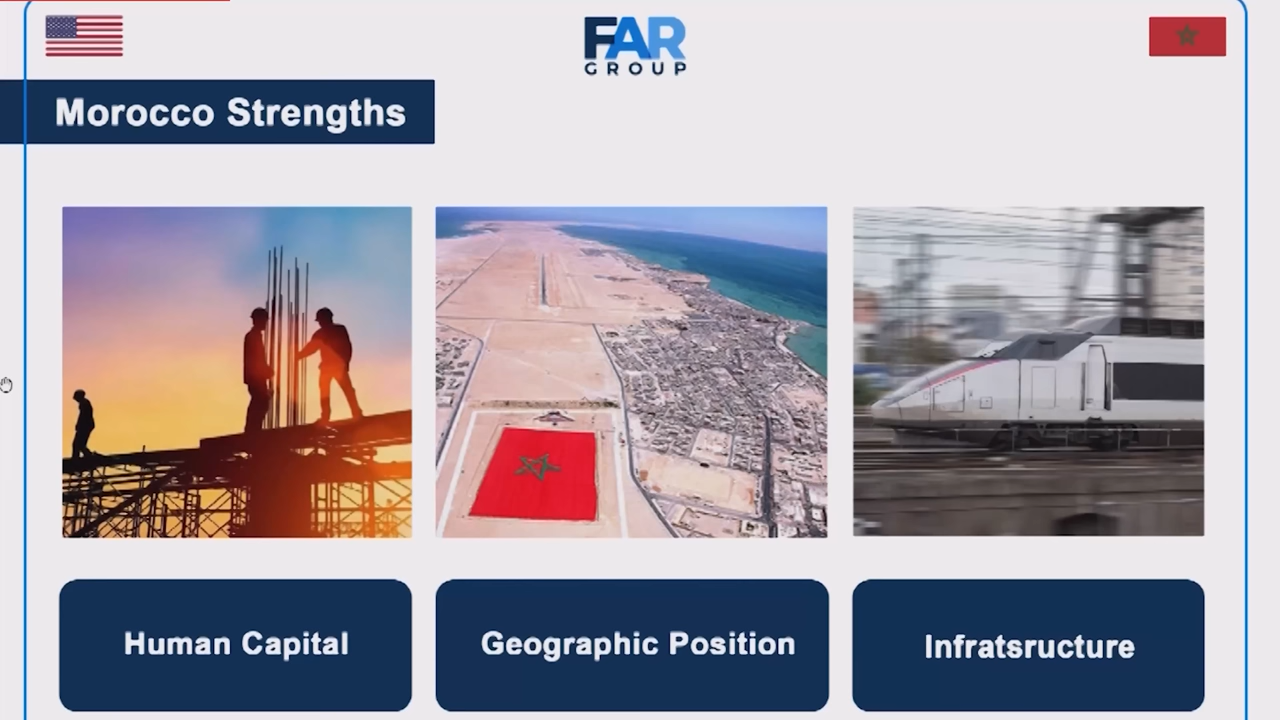 FAR
GROUP
Morocco Strengths
Human Capital
Geographic Position
Infratsructure